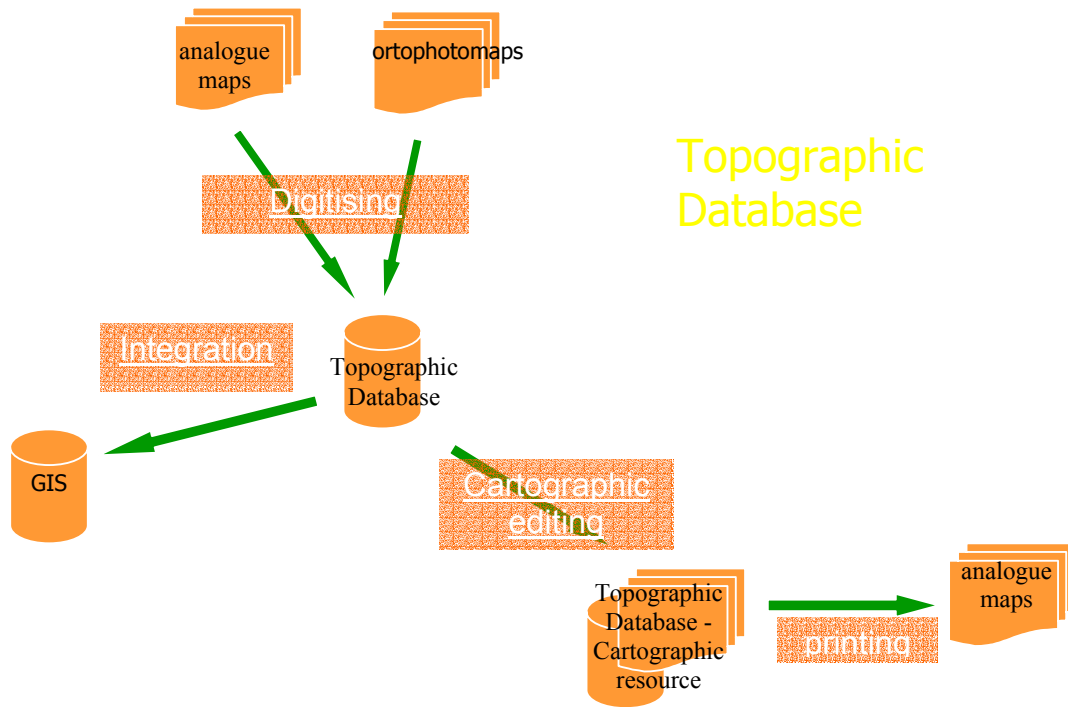 analogue
maps
ortophotomaps
Topographic
Database
Digitising
Integration
Topographic
Database
GIS
Cartographic
editing
Topographic
Database -
Cartographic
resource
analogue
maps
printing